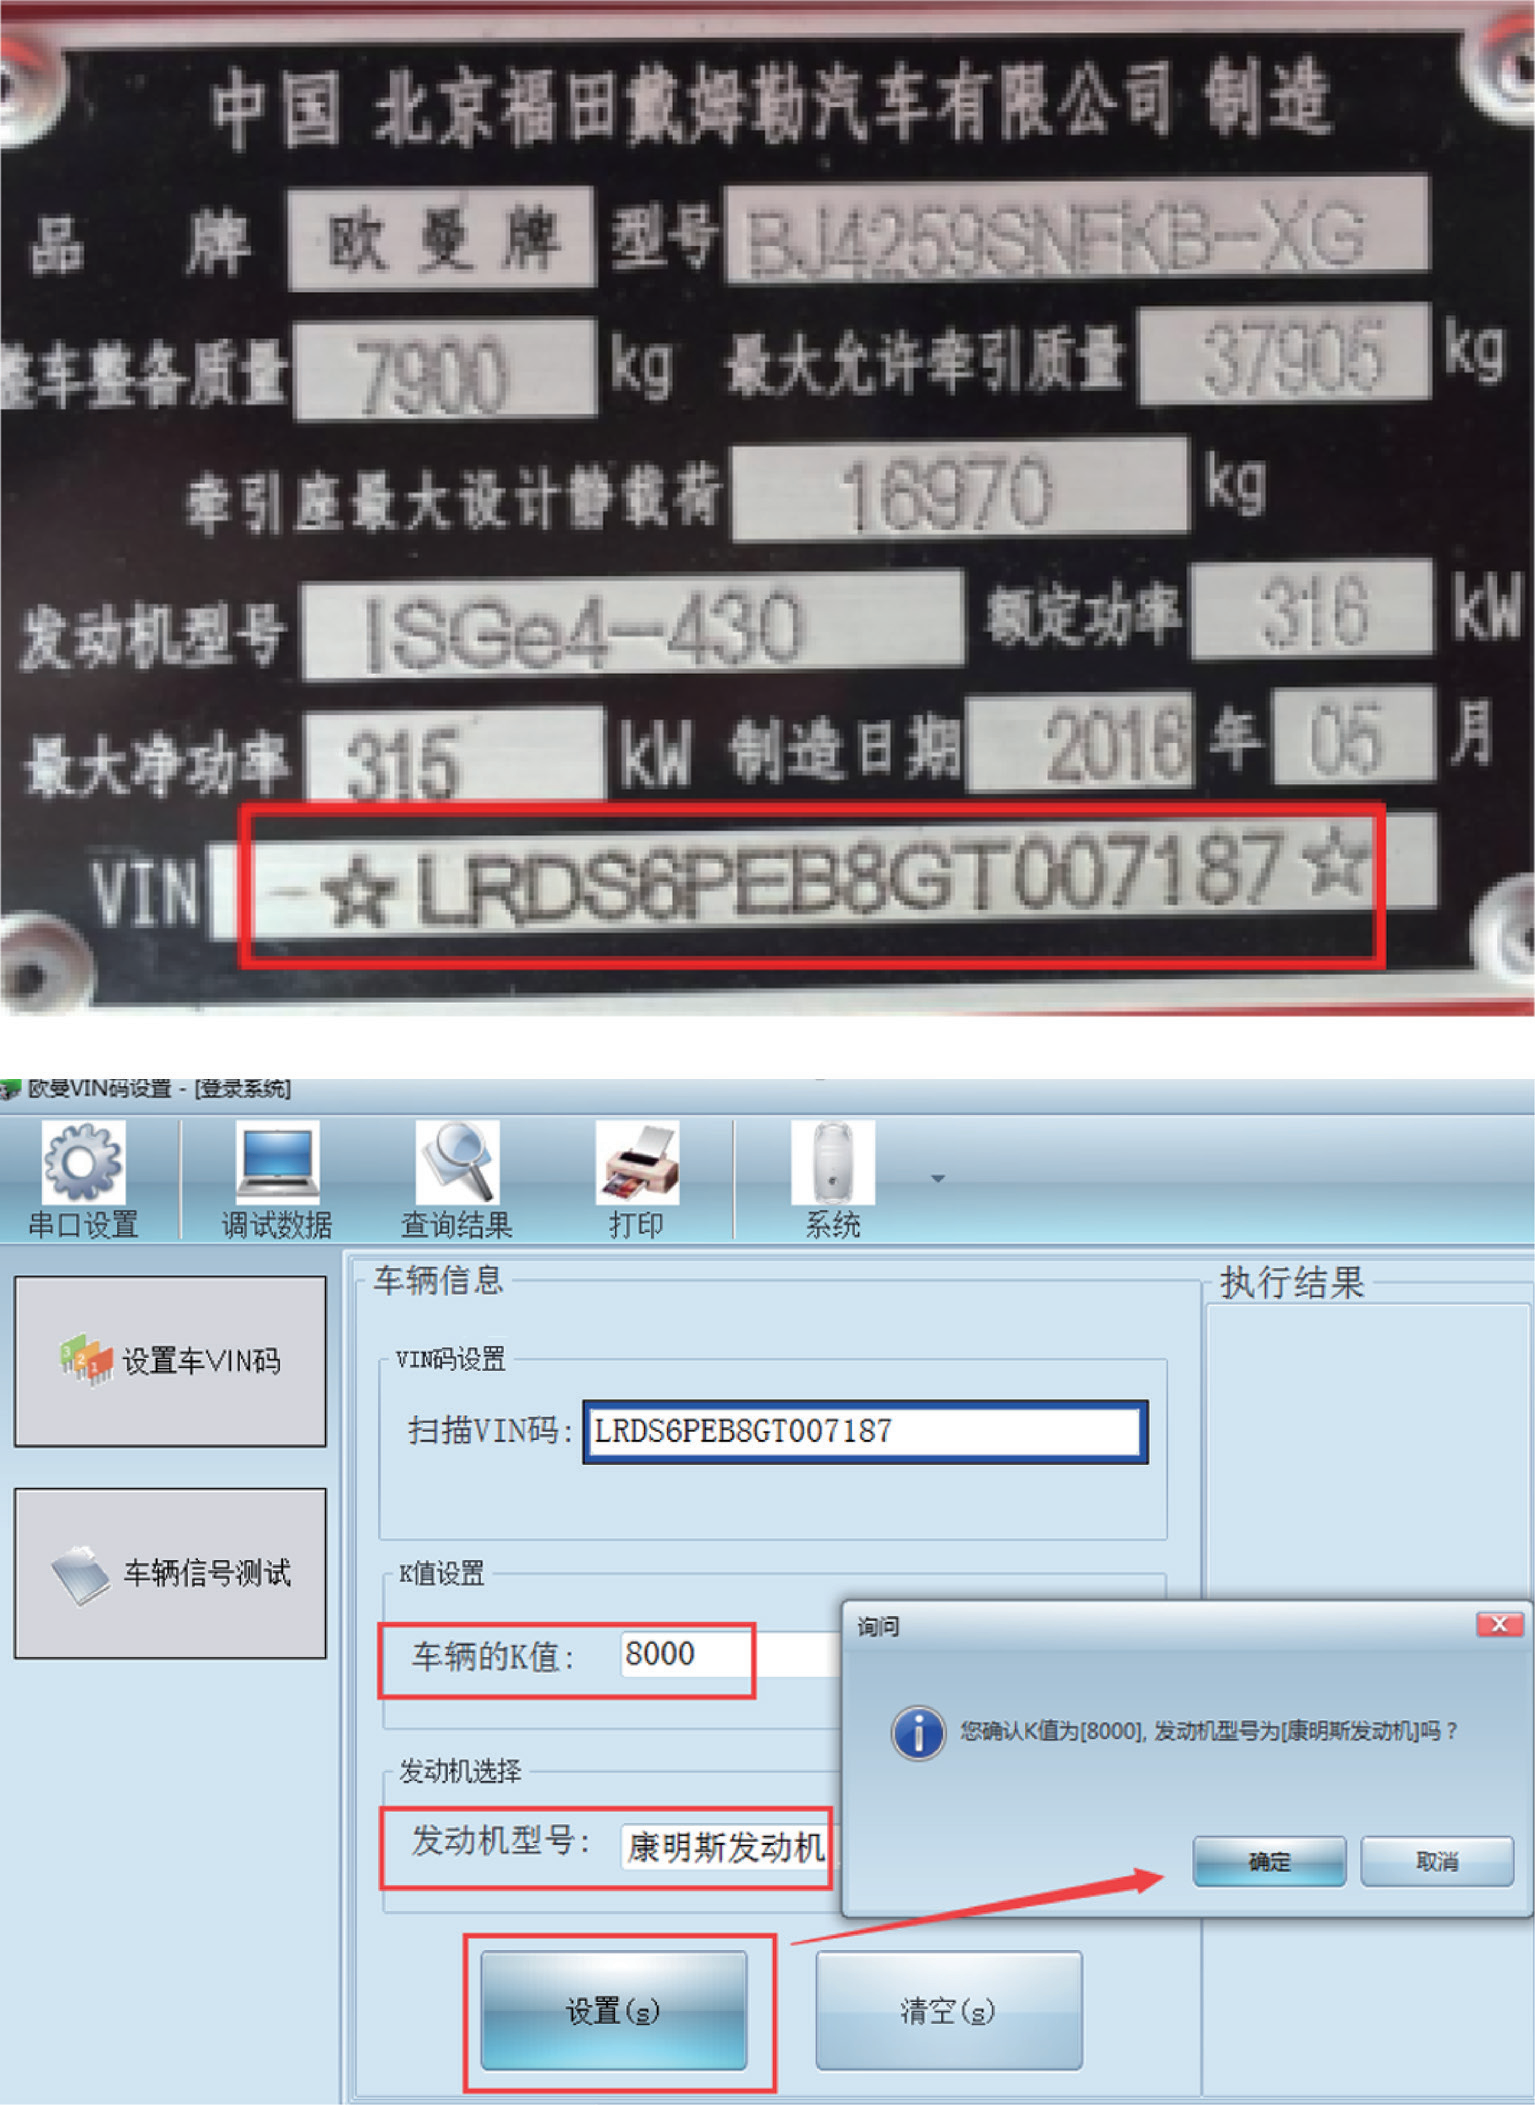 中国 北京福田戴姆勒汽车有限公司 制造
品 牌 欧曼牌 型号 BJ4259SNFKB-XG
整车整备质量 7900 kg 最大允许牵引质量 37905 kg
牵引座最大设计静载荷 16970 kg
发动机型号 ISGe4-430 额定功率 316 kW
最大净功率 315 kW 制造日期 2016 年 05 月
VIN -☆LRDS6PEB8GT007187☆
欧曼VIN码设置 - [登录系统]
串口设置 调试数据 查询结果 打印 系统
设置车VIN码
车辆信号测试
车辆信息
VIN码设置
扫描VIN码: LRDS6PEB8GT007187
K值设置
车辆的K值: 8000
发动机选择
发动机型号: 康明斯发动机
设置(s) 清空(s)
执行结果
询问
您确认K值为[8000], 发动机型号为[康明斯发动机]吗？
确定 取消